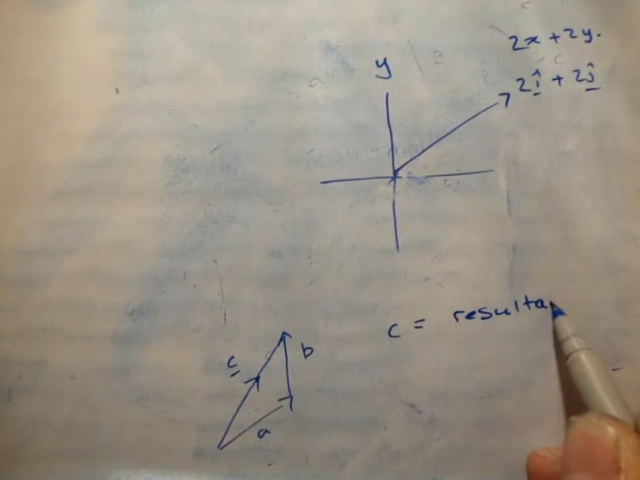 2x + 2y.
y
2î + 2ĵ
c = resulta
c
b
a